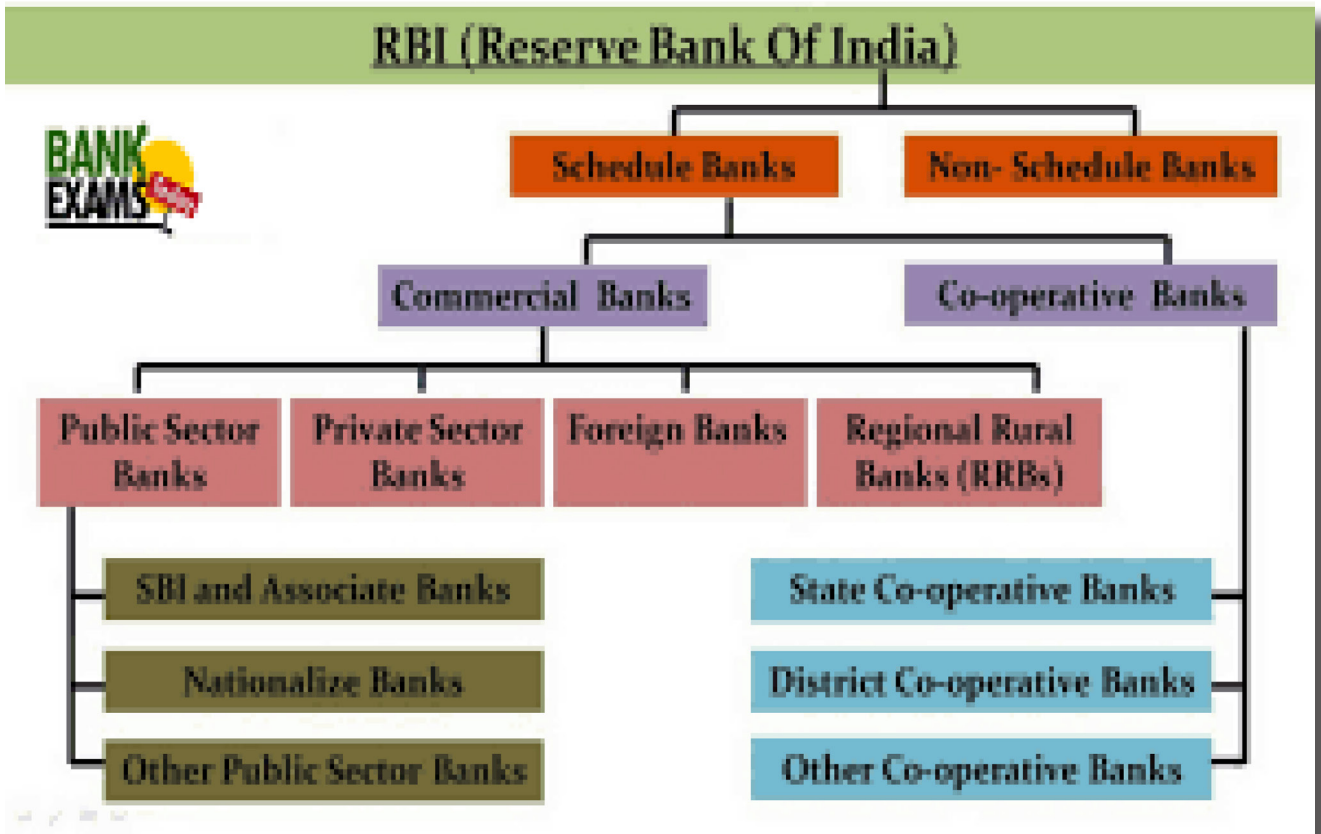 RBI (Reserve Bank Of India)
BANK
EXAMS
Schedule Banks
Non- Schedule Banks
Commercial Banks
Co-operative Banks
Public Sector
Banks
Private Sector
Banks
Foreign Banks
Regional Rural
Banks (RRBs)
SBI and Associate Banks
Nationalize Banks
Other Public Sector Banks
State Co-operative Banks
District Co-operative Banks
Other Co-operative Banks